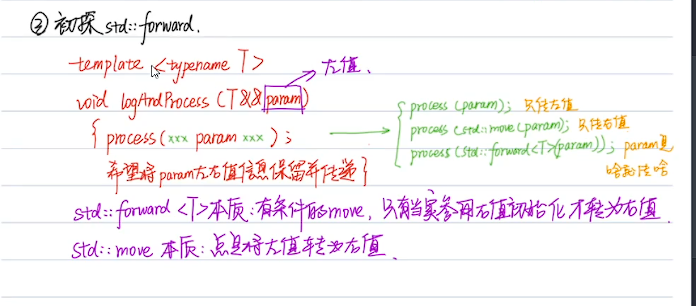 ③ 初探 std::forward.
template <typename T>
void logAndProcess (T&& param) → 左值.
{ process(xxx param xxx);
希望将param左右值信息保留并传递 }
process (param); 只传左值
process (std::move(param)); 只传右值
process (std::forward<T>(param)); param是
啥就传啥
std::forward <T>本质:有条件的move, 只有当实参用右值初始化才转为右值.
std::move 本质: 总是将左值转为右值.